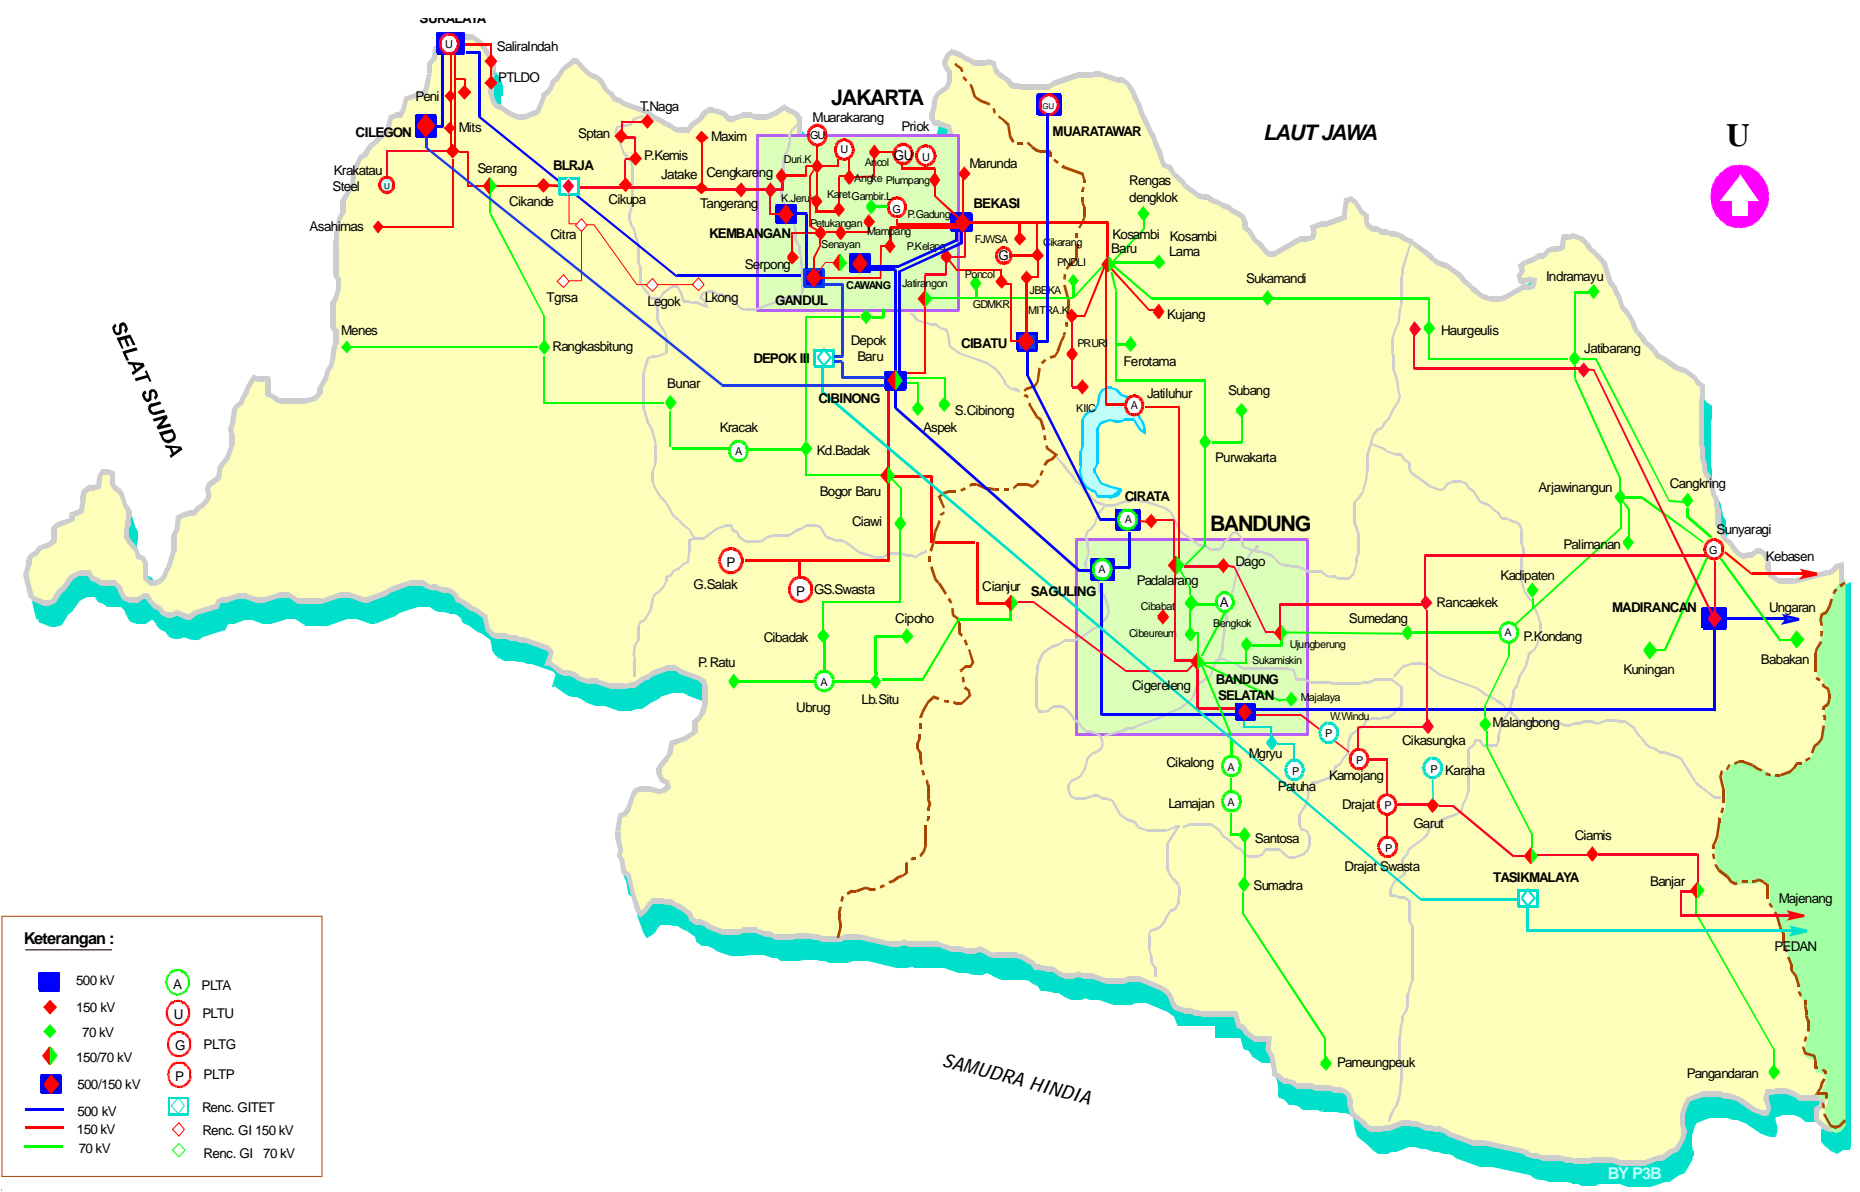 SURALAYA
SaliraIndah
PTLDO
Peni
CILEGON
Mits
Krakatau
Steel
U
Asahimas
Serang
Cikande
BLRJA
Citra
Tgrsa
Legok
Lkong
T.Naga
Sptan
P.Kemis
Cikupa
Maxim
Jatake
Tangerang
Cengkareng
JAKARTA
Muarakarang
Priok
GU
U
GU
U
Duri.K
Ancol
Angke
Plumpang
Marunda
K.Jeru
Karet
Gambir.L
G
P.Gadung
BEKASI
KEMBANGAN
Petukangan
Mampang
Senayan
P.Kelapa
Serpong
CAWANG
GANDUL
Jatirangon
GU
MUARATAWAR
LAUT JAWA
U
Rengas
dengklok
Kosambi
Baru
Kosambi
Lama
FJWSA
G
Cikarang
PNDLI
Poncol
JBEKA
GDMKR
MITRA.K
Kujang
Sukamandi
Indramayu
Haurgeulis
Jatibarang
CIBATU
PRURI
Ferotama
KIIC
A
Jatiluhur
Subang
Purwakarta
SELAT SUNDA
Menes
Rangkasbitung
Bunar
DEPOK III
Depok
Baru
CIBINONG
S.Cibinong
Aspek
Kracak
A
Kd.Badak
Bogor Baru
Ciawi
P
G.Salak
P
GS.Swasta
Cianjur
Cibadak
Cipoho
P. Ratu
A
Ubrug
Lb.Situ
CIRATA
A
BANDUNG
A
SAGULING
Padalarang
Dago
Cibabat
A
Bengkok
Cibeureum
Ujungberung
Sukamiskin
Cigereleng
BANDUNG
SELATAN
Majalaya
W.Windu
P
Mgryu
P
Patuha
P
Kamojang
Cikasungka
P
Karaha
Drajat
P
Garut
P
Drajat Swasta
Cikalong
A
Lamajan
A
Santosa
Sumadra
Pameungpeuk
Arjawinangun
Cangkring
Palimanan
Sunyaragi
G
Kebasen
Kadipaten
Rancaekek
Sumedang
A
P.Kondang
MADIRANCAN
Ungaran
Kuningan
Babakan
Malangbong
Ciamis
TASIKMALAYA
Banjar
Majenang
PEDAN
Pangandaran
SAMUDRA HINDIA
BY P3B
Keterangan :
500 kV
150 kV
70 kV
150/70 kV
500/150 kV
500 kV
150 kV
70 kV
A PLTA
U PLTU
G PLTG
P PLTP
Renc. GITET
Renc. GI 150 kV
Renc. GI 70 kV